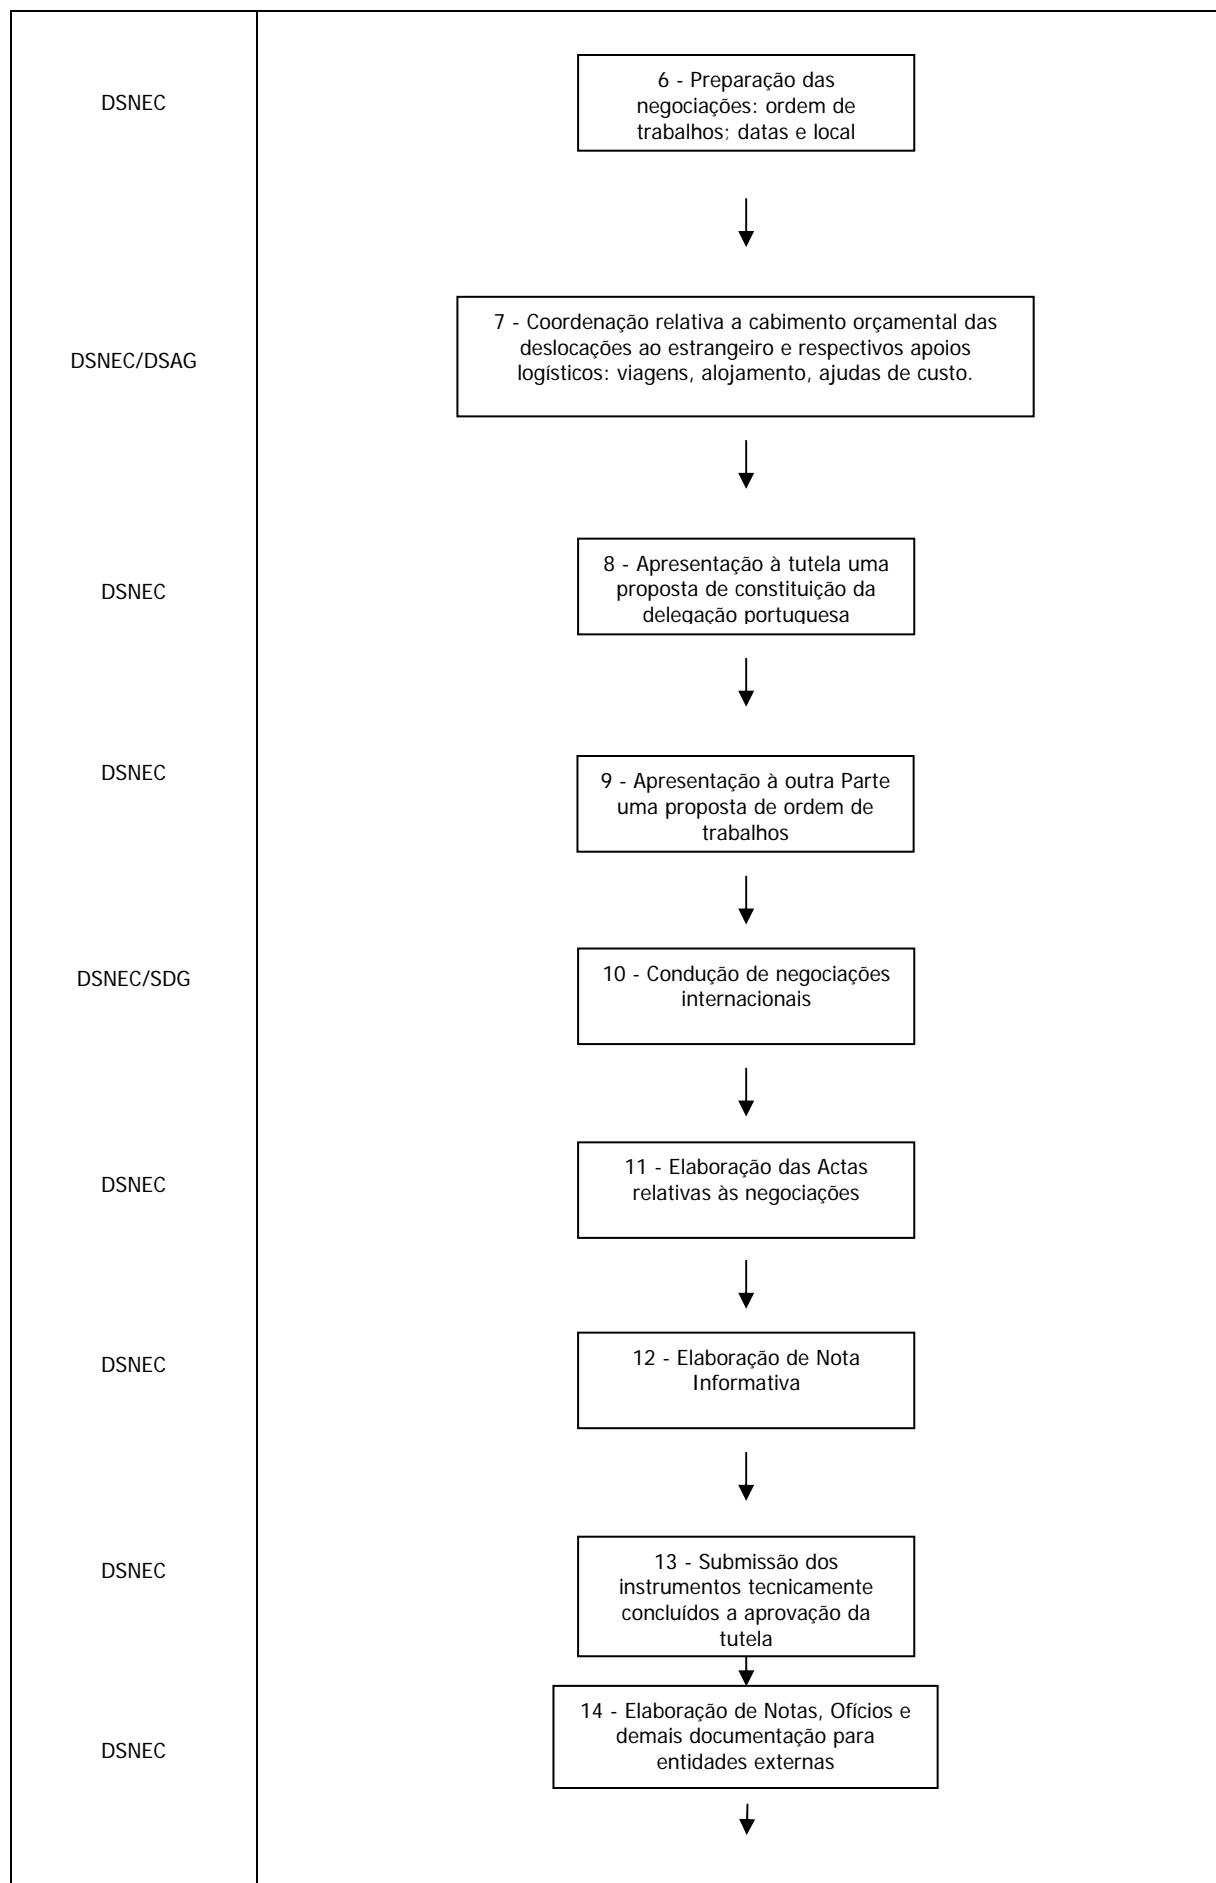 DSNEC
6 - Preparação das
negociações: ordem de
trabalhos; datas e local
DSNEC/DSAG
7 - Coordenação relativa a cabimento orçamental das
deslocações ao estrangeiro e respectivos apoios
logísticos: viagens, alojamento, ajudas de custo.
DSNEC
8 - Apresentação à tutela uma
proposta de constituição da
delegação portuguesa
DSNEC
9 - Apresentação à outra Parte
uma proposta de ordem de
trabalhos
DSNEC/SDG
10 - Condução de negociações
internacionais
DSNEC
11 - Elaboração das Actas
relativas às negociações
DSNEC
12 - Elaboração de Nota
Informativa
DSNEC
13 - Submissão dos
instrumentos tecnicamente
concluídos a aprovação da
tutela
DSNEC
14 - Elaboração de Notas, Ofícios e
demais documentação para
entidades externas